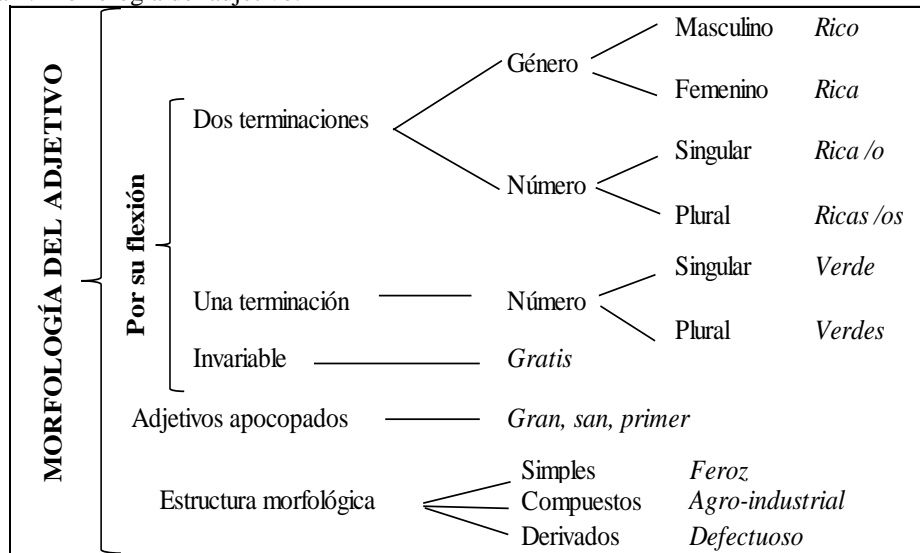 MORFOLOGÍA DEL ADJETIVO
Por su flexión
Dos terminaciones
Género
Masculino Rico
Femenino Rica
Número
Singular Rica /o
Plural Ricas /os
Una terminación
Número
Singular Verde
Plural Verdes
Invariable Gratis
Adjetivos apocopados Gran, san, primer
Estructura morfológica
Simples Feroz
Compuestos Agro-industrial
Derivados Defectuoso